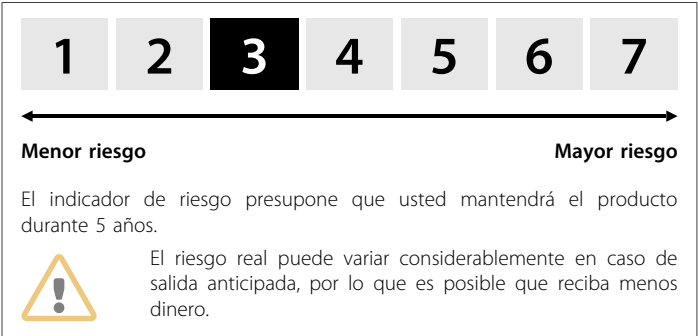 1 2 3 4 5 6 7
Menor riesgo Mayor riesgo
El indicador de riesgo presupone que usted mantendrá el producto
durante 5 años.
El riesgo real puede variar considerablemente en caso de
salida anticipada, por lo que es posible que reciba menos
dinero.